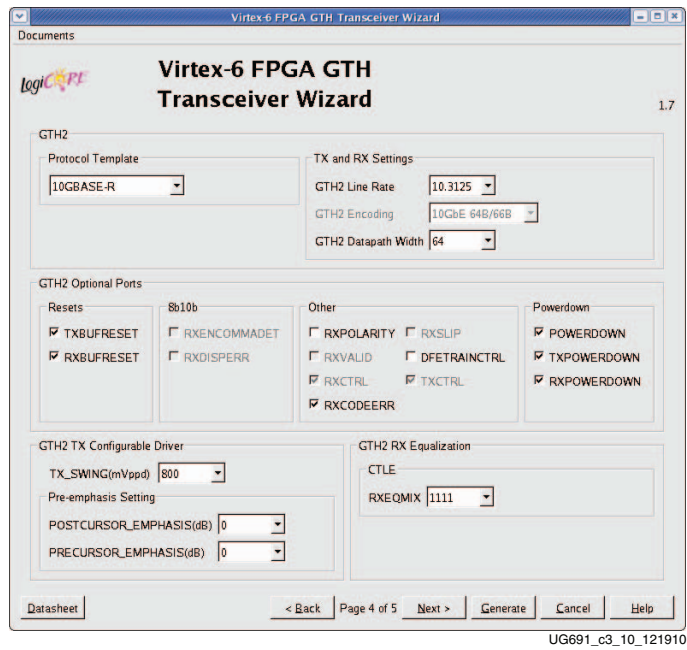 Virtex-6 FPGA GTH Transceiver Wizard
Documents
LogiCORE
Virtex-6 FPGA GTH
Transceiver Wizard
1.7
GTH2
Protocol Template
10GBASE-R
TX and RX Settings
GTH2 Line Rate 10.3125
GTH2 Encoding 10GbE 64B/66B
GTH2 Datapath Width 64
GTH2 Optional Ports
Resets
TXBUFRESET
RXBUFRESET
8b10b
RXENCOMMADET
RXDISPERR
Other
RXPOLARITY RXSLIP
RXVALID DFETRAINCTRL
RXCTRL TXCTRL
RXCODEERR
Powerdown
POWERDOWN
TXPOWERDOWN
RXPOWERDOWN
GTH2 TX Configurable Driver
TX_SWING(mVppd) 800
Pre-emphasis Setting
POSTCURSOR_EMPHASIS(dB) 0
PRECURSOR_EMPHASIS(dB) 0
GTH2 RX Equalization
CTLE
RXEQMIX 1111
Datasheet < Back Page 4 of 5 Next > Generate Cancel Help
UG691_c3_10_121910